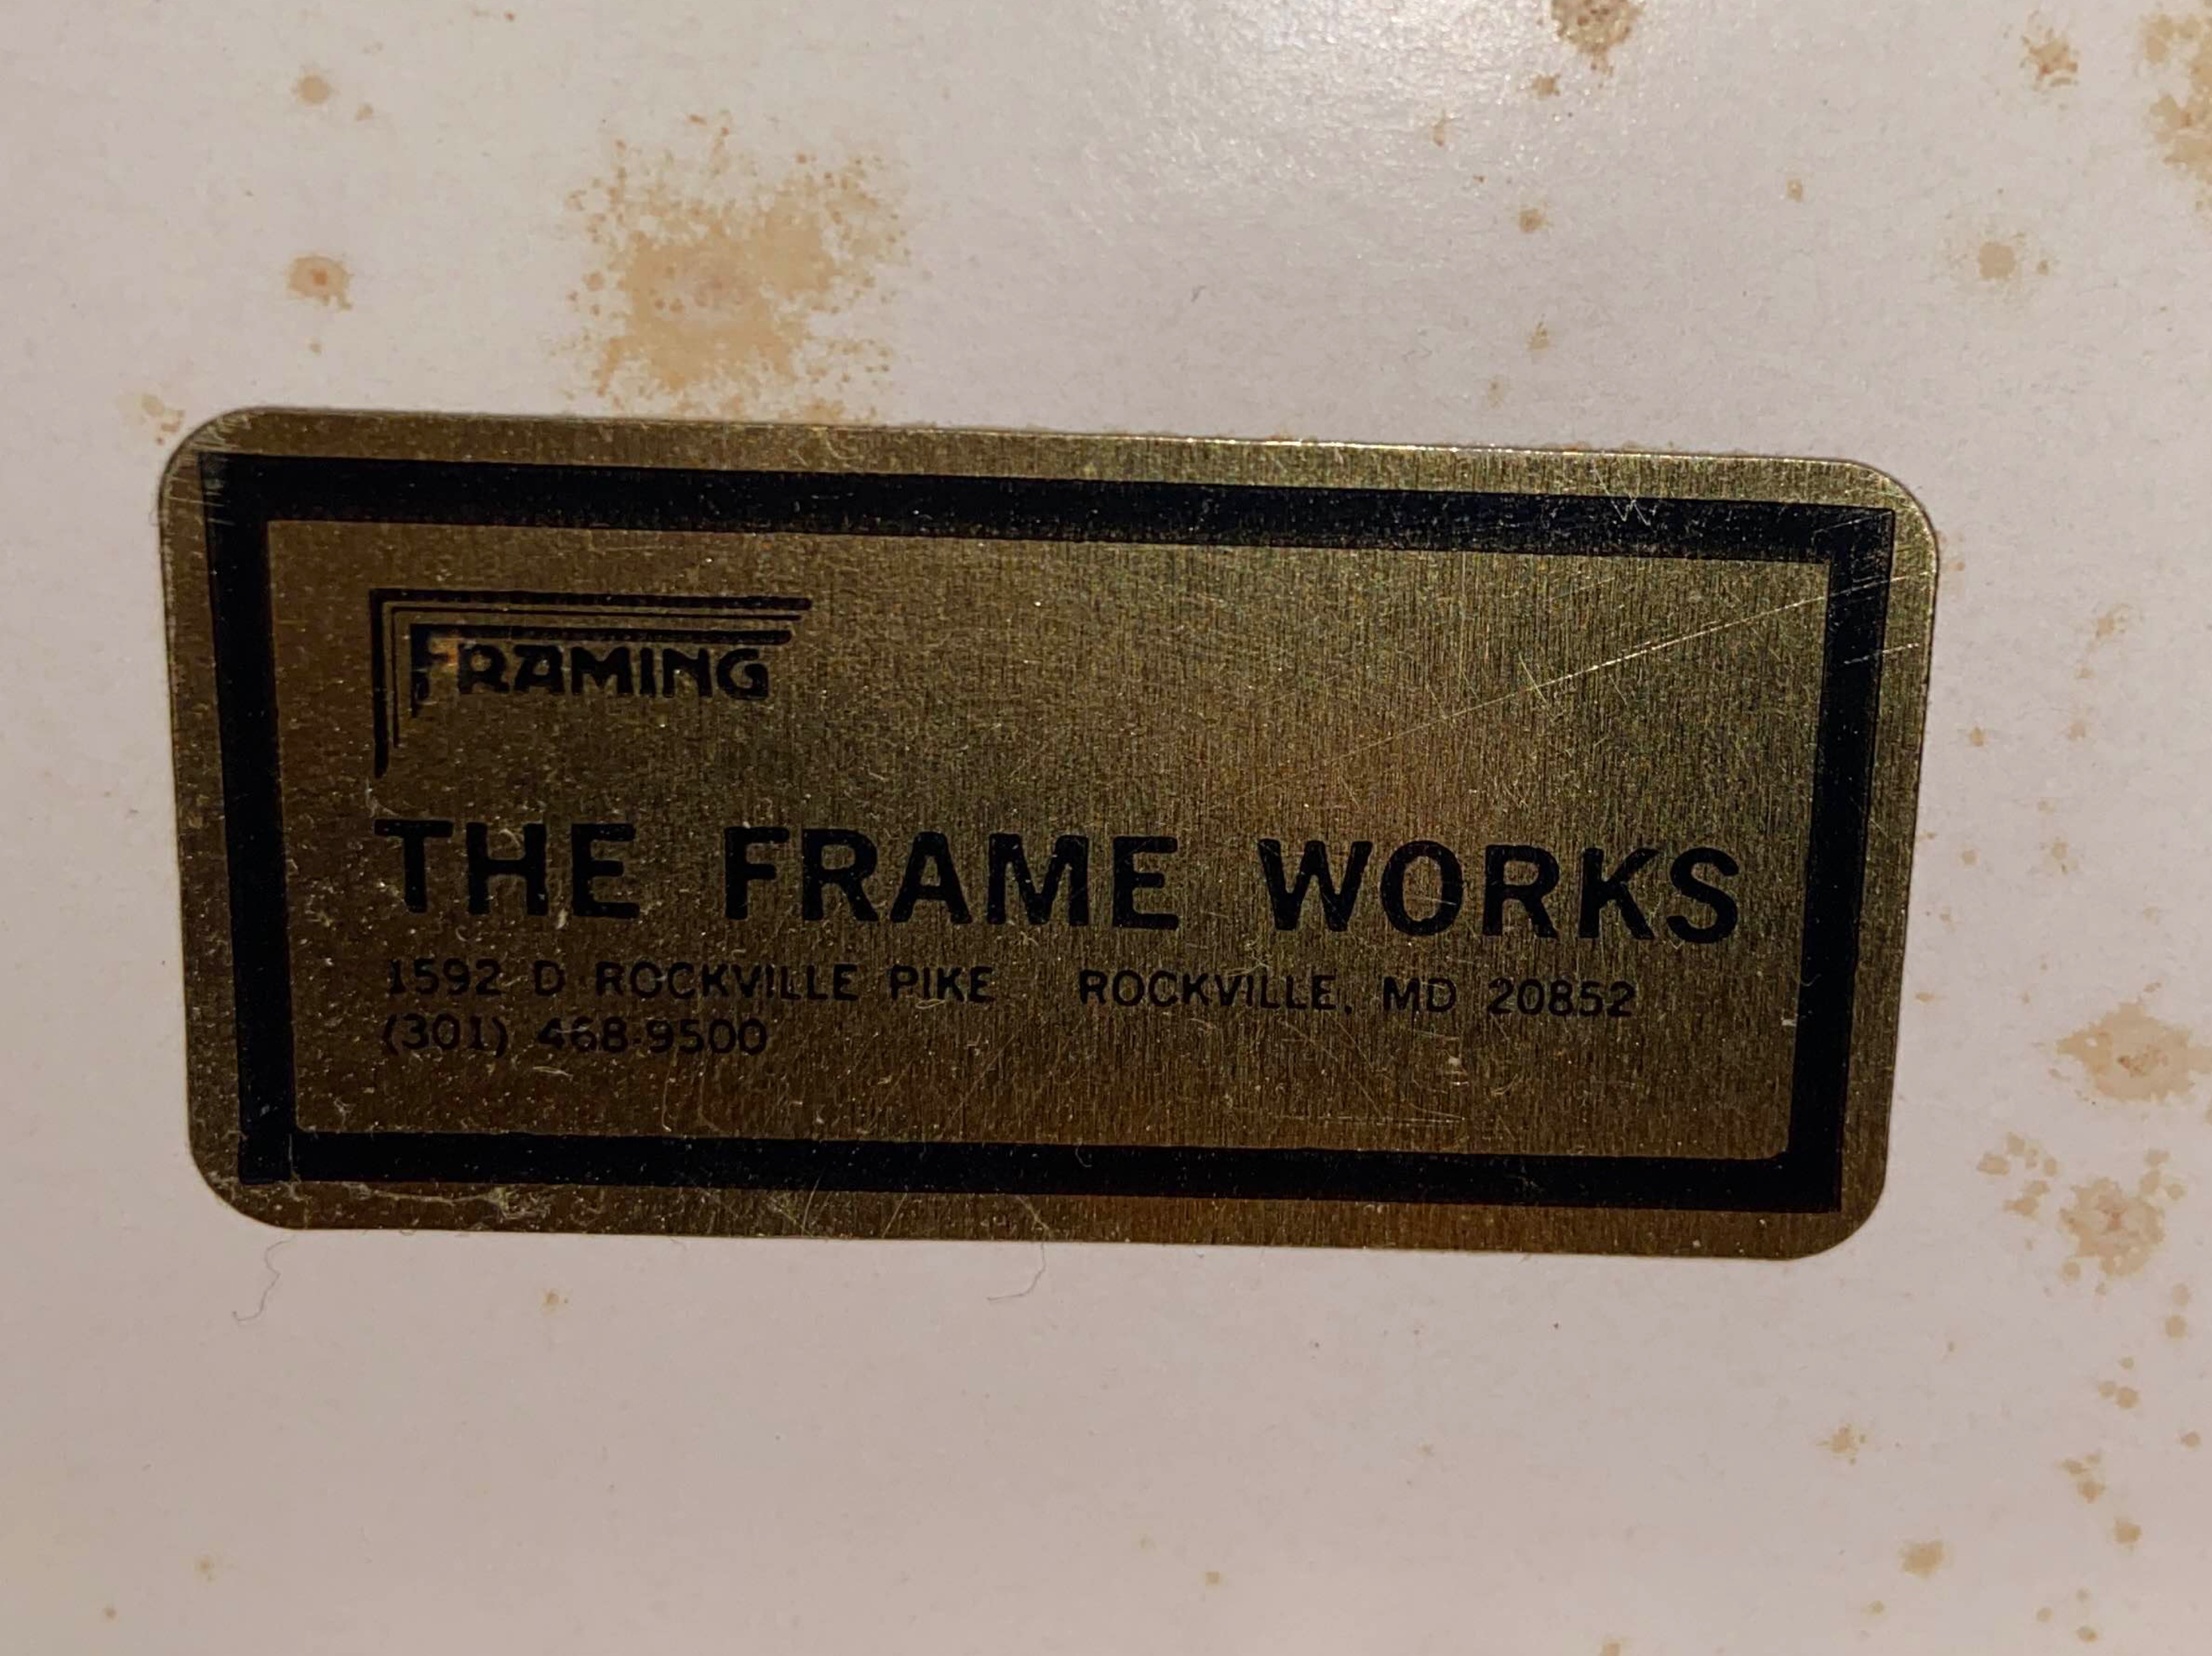 FRAMING
THE FRAME WORKS
1592 D ROCKVILLE PIKE ROCKVILLE, MD 20852
(301) 468-9500